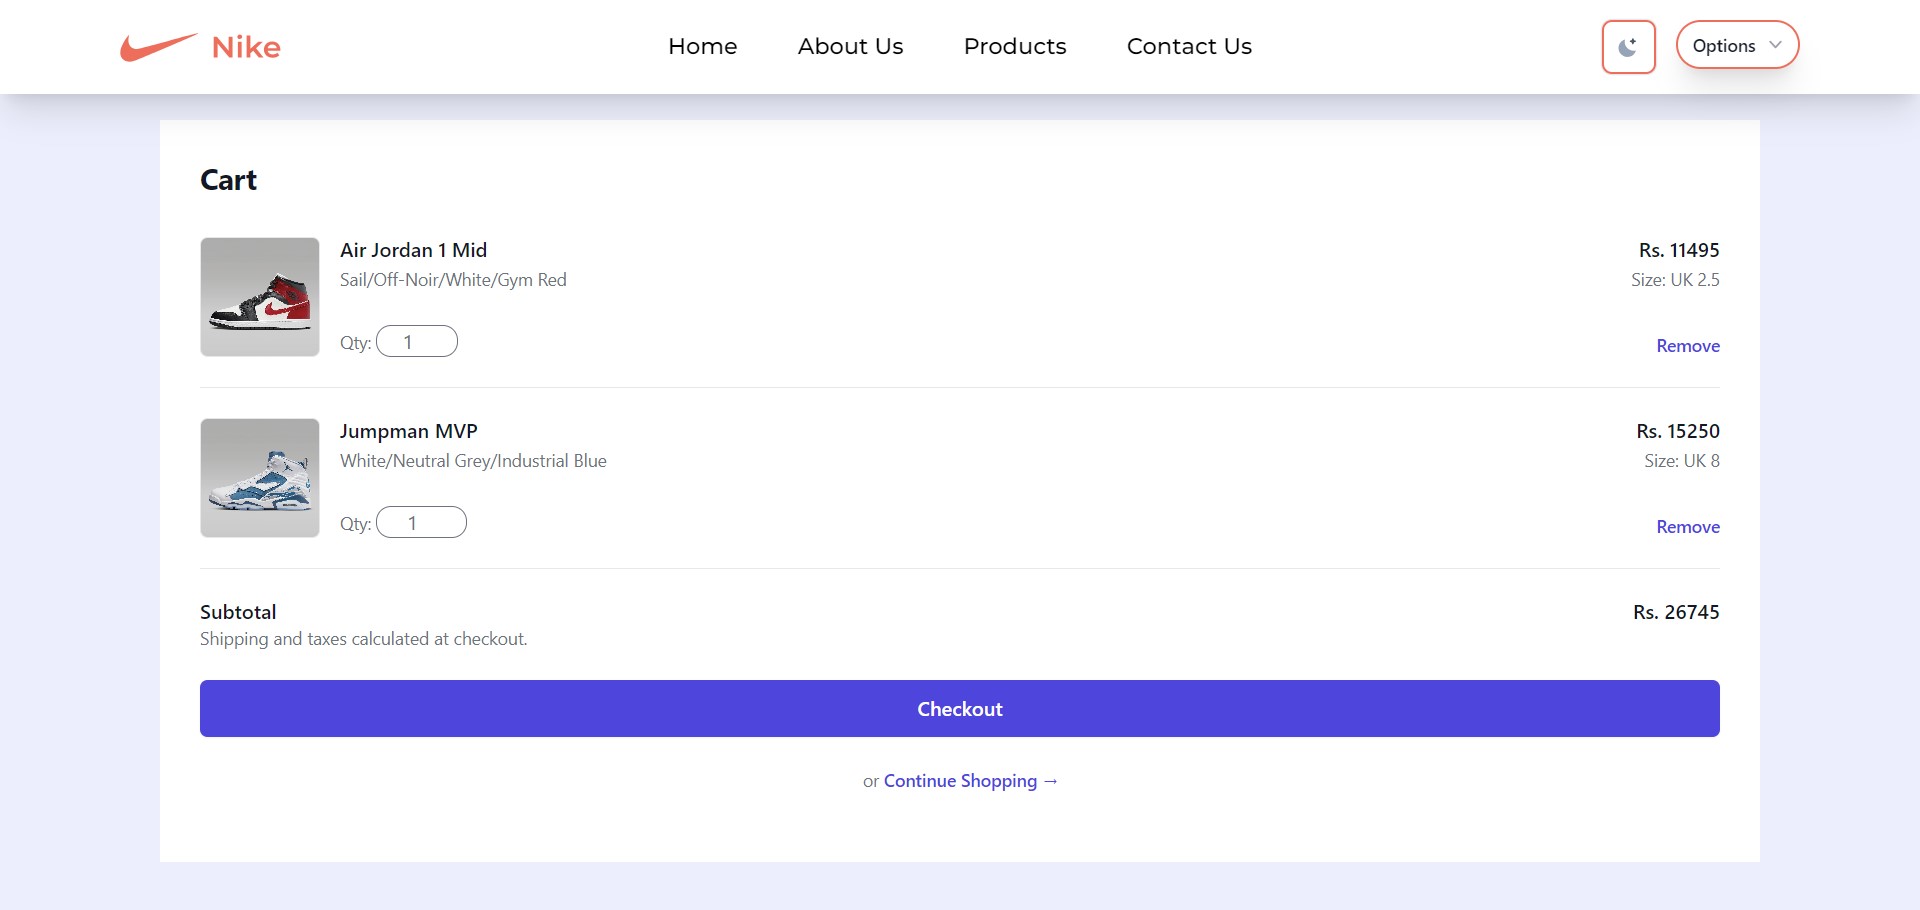 Nike
Home About Us Products Contact Us
Options
Cart
Air Jordan 1 Mid Rs. 11495
Sail/Off-Noir/White/Gym Red Size: UK 2.5
Qty: 1 Remove
Jumpman MVP Rs. 15250
White/Neutral Grey/Industrial Blue Size: UK 8
Qty: 1 Remove
Subtotal Rs. 26745
Shipping and taxes calculated at checkout.
Checkout
or Continue Shopping →